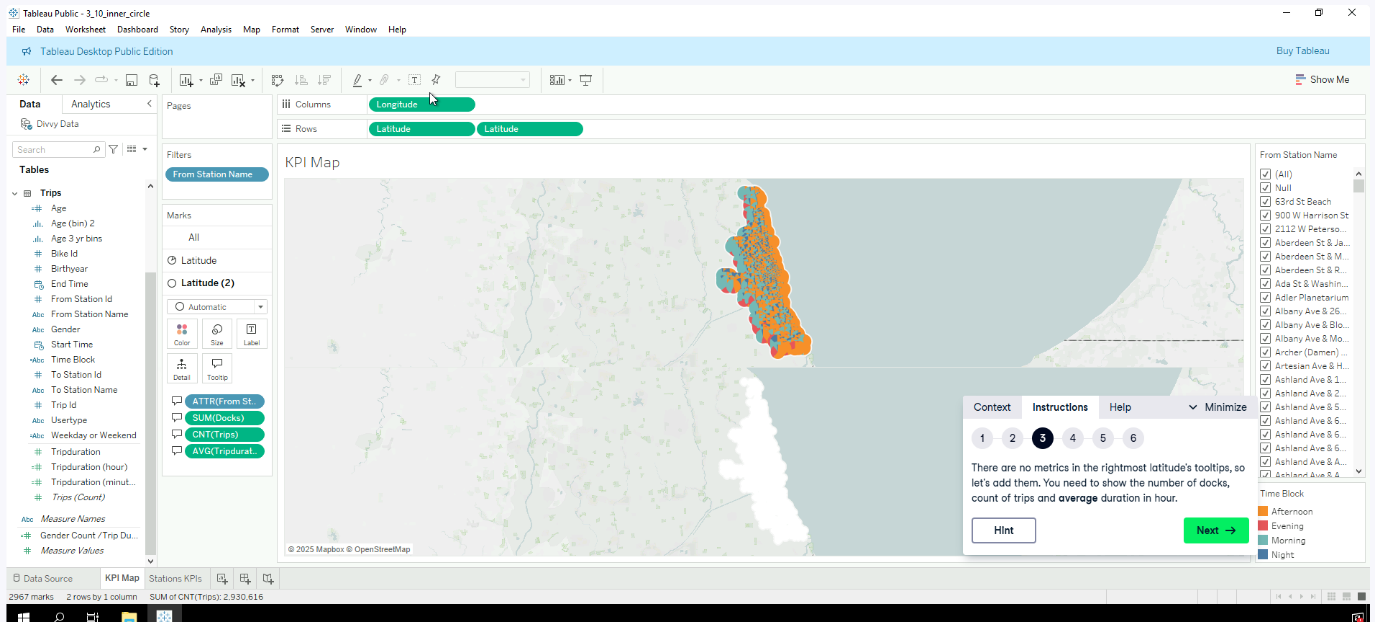 Tableau Public - 3_10_inner_circle
File Data Worksheet Dashboard Story Analysis Map Format Server Window Help
Tableau Desktop Public Edition
Buy Tableau
Show Me
Data
Analytics
Divvy Data
Search
Tables
Trips
Age
Age (bin) 2
Age 3 yr bins
Bike Id
Birthyear
End Time
From Station Id
From Station Name
Gender
Start Time
Time Block
To Station Id
To Station Name
Trip Id
Usertype
Weekday or Weekend
Tripduration
Tripduration (hour)
Tripduration (minut...
Trips (Count)
Measure Names
Gender Count /Trip Du...
Measure Values
Pages
Filters
From Station Name
Marks
All
Latitude
Latitude (2)
Automatic
Color
Size
Label
Detail
Tooltip
ATTR(From St..
SUM(Docks)
CNT(Trips)
AVG(Tripdurat..
Columns
Longitude
Rows
Latitude
Latitude
KPI Map
© 2025 Mapbox © OpenStreetMap
From Station Name
(All)
Null
63rd St Beach
900 W Harrison St
2112 W Peterso...
Aberdeen St & Ja...
Aberdeen St & M...
Aberdeen St & R...
Ada St & Washin...
Adler Planetarium
Albany Ave & 26...
Albany Ave & Blo...
Albany Ave & Mo...
Archer (Damen) ...
Artesian Ave & H...
Ashland Ave & 1...
Ashland Ave & 2...
Ashland Ave & 5...
Ashland Ave & 6...
Ashland Ave & 6...
Ashland Ave & 6...
Ashland Ave & A...
Ashland Ave & A...
Time Block
Afternoon
Evening
Morning
Night
Context
Instructions
Help
Minimize
1 2 3 4 5 6
There are no metrics in the rightmost latitude's tooltips, so
let's add them. You need to show the number of docks,
count of trips and average duration in hour.
Hint
Next →
Data Source
KPI Map
Stations KPIs
2967 marks 2 rows by 1 column SUM of CNT(Trips): 2.930.616